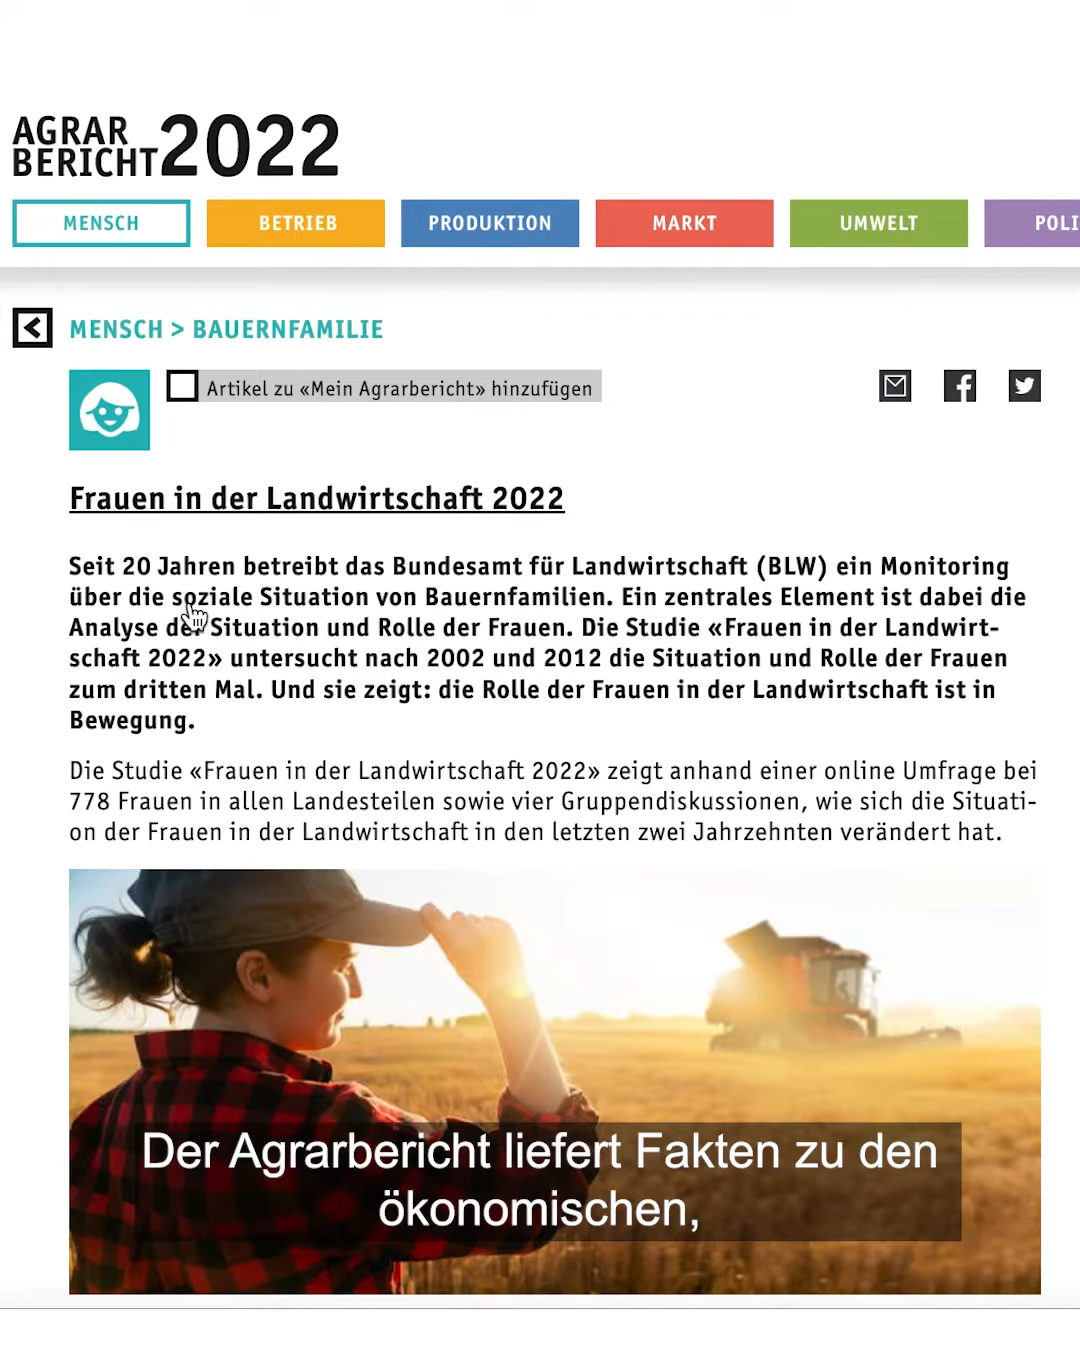 AGRAR
BERICHT 2022
MENSCH
BETRIEB
PRODUKTION
MARKT
UMWELT
POLI
MENSCH > BAUERNFAMILIE
Artikel zu «Mein Agrarbericht» hinzufügen
Frauen in der Landwirtschaft 2022
Seit 20 Jahren betreibt das Bundesamt für Landwirtschaft (BLW) ein Monitoring
über die soziale Situation von Bauernfamilien. Ein zentrales Element ist dabei die
Analyse der Situation und Rolle der Frauen. Die Studie «Frauen in der Landwirt-
schaft 2022» untersucht nach 2002 und 2012 die Situation und Rolle der Frauen
zum dritten Mal. Und sie zeigt: die Rolle der Frauen in der Landwirtschaft ist in
Bewegung.
Die Studie «Frauen in der Landwirtschaft 2022» zeigt anhand einer online Umfrage bei
778 Frauen in allen Landesteilen sowie vier Gruppendiskussionen, wie sich die Situati-
on der Frauen in der Landwirtschaft in den letzten zwei Jahrzehnten verändert hat.
Der Agrarbericht liefert Fakten zu den
ökonomischen,